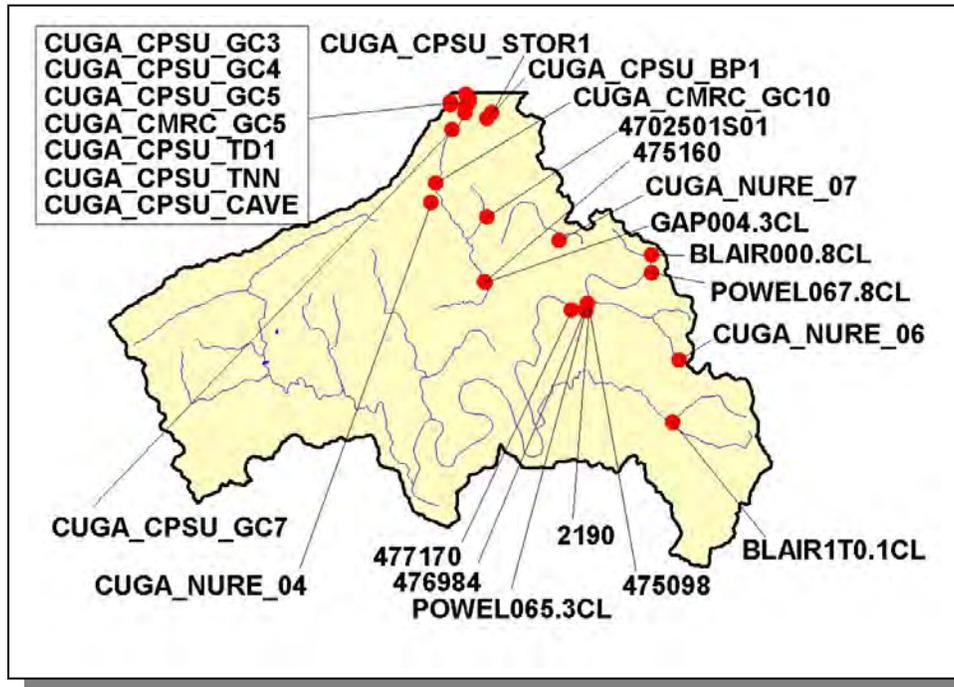 CUGA_CPSU_GC3
CUGA_CPSU_GC4
CUGA_CPSU_GC5
CUGA_CMRC_GC5
CUGA_CPSU_TD1
CUGA_CPSU_TNN
CUGA_CPSU_CAVE
CUGA_CPSU_STOR1
CUGA_CPSU_BP1
CUGA_CMRC_GC10
4702501S01
475160
CUGA_NURE_07
GAP004.3CL
BLAIR000.8CL
POWEL067.8CL
CUGA_NURE_06
CUGA_CPSU_GC7
CUGA_NURE_04
477170
476984
POWEL065.3CL
2190
475098
BLAIR1T0.1CL